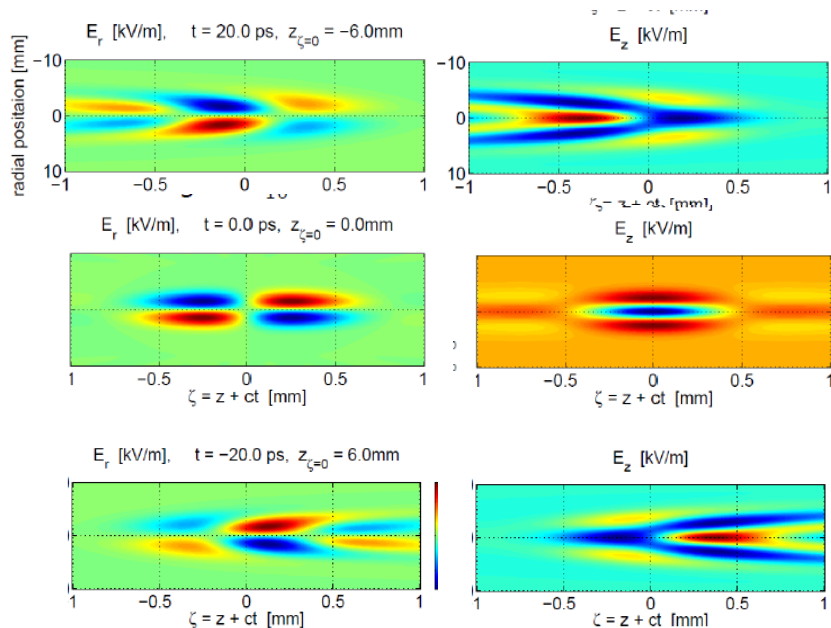 E_r [kV/m], t = 20.0 ps, z_ζ=0 = −6.0mm
E_z [kV/m]
radial positaion [mm]
−10
0
10
−1 −0.5 0 0.5 1
−10
0
10
−1 −0.5 0 0.5 1
ζ = z + ct [mm]
E_r [kV/m], t = 0.0 ps, z_ζ=0 = 0.0mm
E_z [kV/m]
−1 −0.5 0 0.5 1
−1 −0.5 0 0.5 1
ζ = z + ct [mm]
ζ = z + ct [mm]
E_r [kV/m], t = −20.0 ps, z_ζ=0 = 6.0mm
E_z [kV/m]
−1 −0.5 0 0.5 1
−1 −0.5 0 0.5 1
ζ = z + ct [mm]
ζ = z + ct [mm]